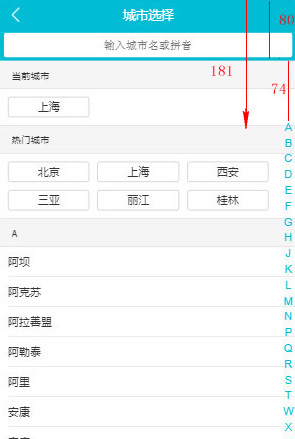 城市选择
80
输入城市名或拼音
181
74
当前城市
上海
热门城市
北京 上海 西安
三亚 丽江 桂林
A
阿坝
阿克苏
阿拉善盟
阿勒泰
阿里
安康
A
B
C
D
E
F
G
H
J
K
L
M
N
P
Q
R
S
T
W
X